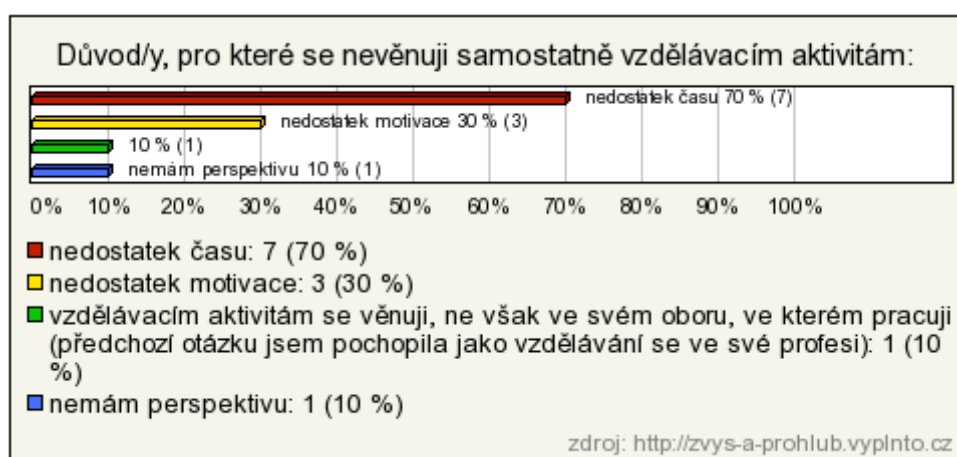 Důvod/y, pro které se nevěnuji samostatně vzdělávacím aktivitám:
nedostatek času 70 % (7)
nedostatek motivace 30 % (3)
10 % (1)
nemám perspektivu 10 % (1)
0% 10% 20% 30% 40% 50% 60% 70% 80% 90% 100%
nedostatek času: 7 (70 %)
nedostatek motivace: 3 (30 %)
vzdělávacím aktivitám se věnuji, ne však ve svém oboru, ve kterém pracuji
(předchozí otázku jsem pochopila jako vzdělávání se ve své profesi): 1 (10
%)
nemám perspektivu: 1 (10 %)
zdroj: http://zvys-a-prohlub.vyplnto.cz